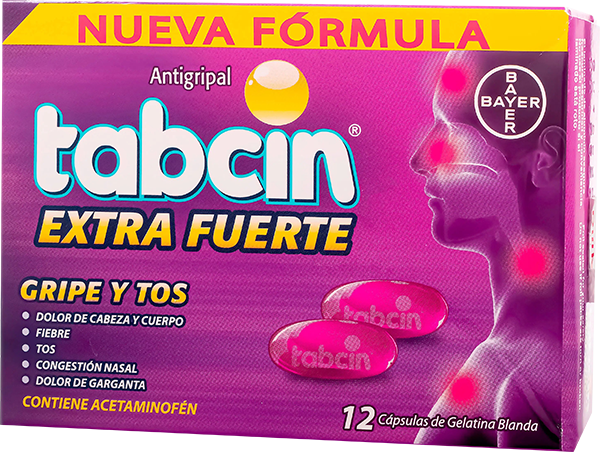 NUEVA FÓRMULA
Antigripal
tabcin®
EXTRA FUERTE
BAYER
BAYER
GRIPE Y TOS
• DOLOR DE CABEZA Y CUERPO
• FIEBRE
• TOS
• CONGESTIÓN NASAL
• DOLOR DE GARGANTA
CONTIENE ACETAMINOFÉN
tabcin
tabcin
12 Cápsulas de Gelatina Blanda